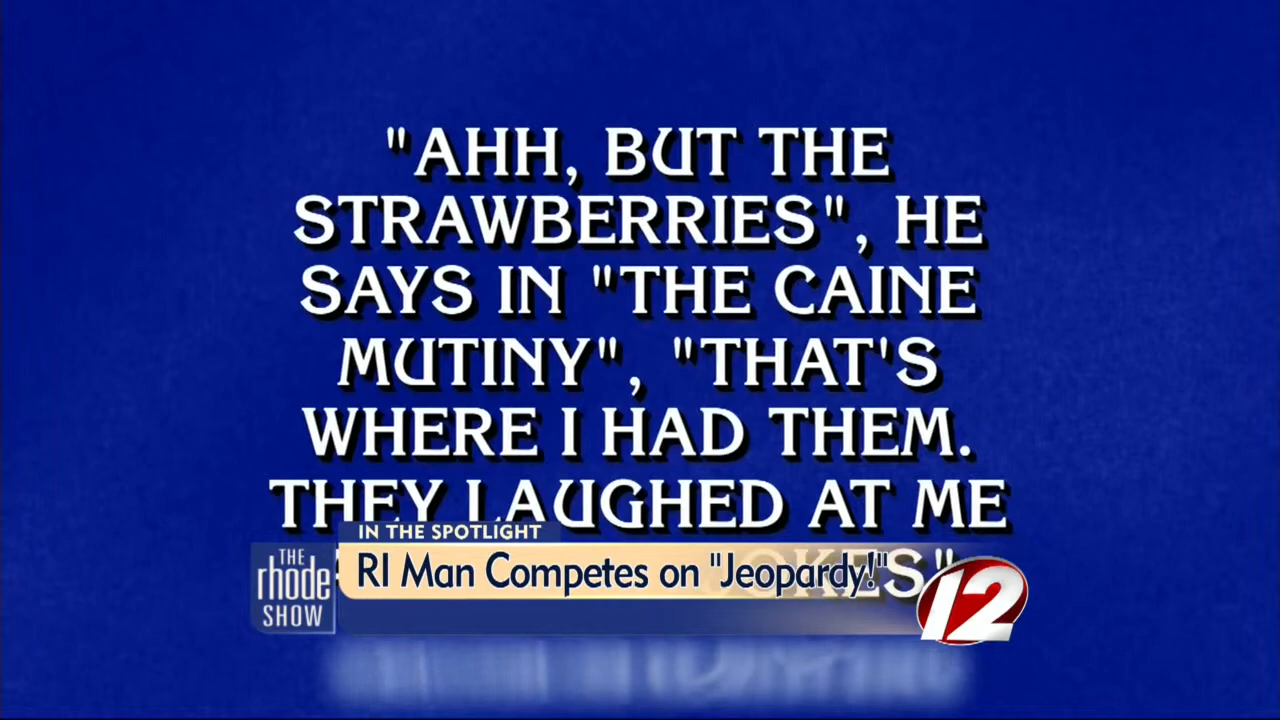 "AHH, BUT THE
STRAWBERRIES", HE
SAYS IN "THE CAINE
MUTINY", "THAT'S
WHERE I HAD THEM.
THEY LAUGHED AT ME
IN THE SPOTLIGHT
THE
rhode
SHOW
RI Man Competes on "Jeopardy!"
12